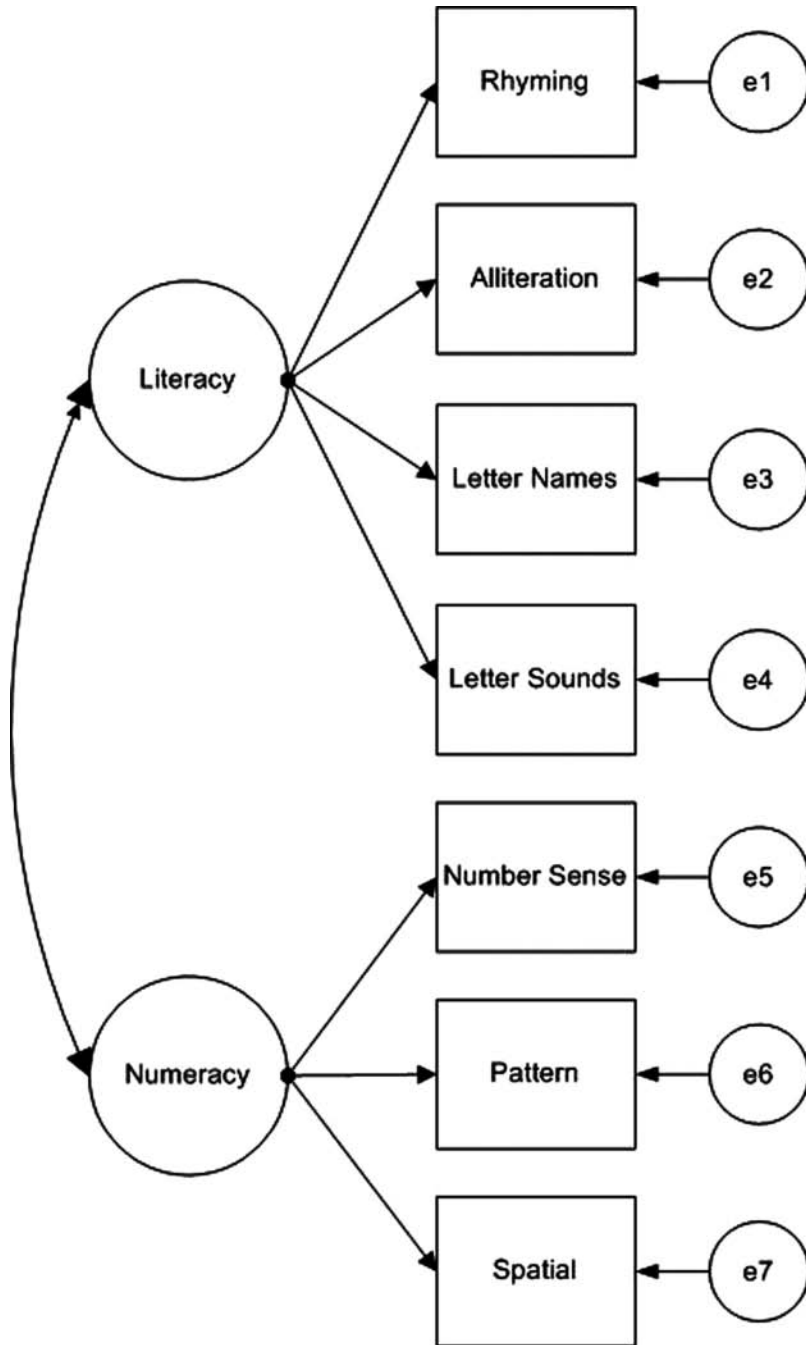 Rhyming
e1
Alliteration
e2
Literacy
Letter Names
e3
Letter Sounds
e4
Number Sense
e5
Numeracy
Pattern
e6
Spatial
e7